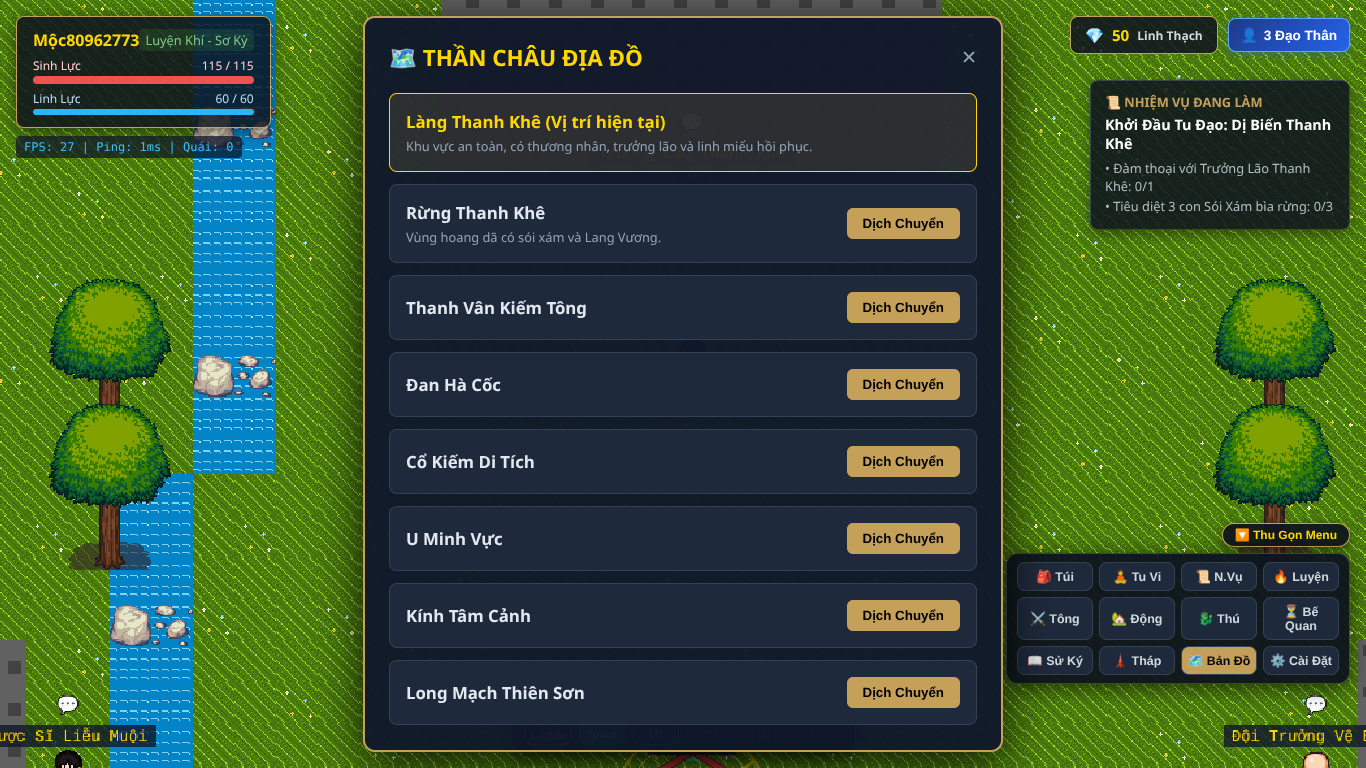 Mộc80962773 Luyện Khí - Sơ Kỳ
Sinh Lực 115 / 115
Linh Lực 60 / 60
FPS: 27 | Ping: 1ms | Quái: 0
THẦN CHÂU ĐỊA ĐỒ
×
Làng Thanh Khê (Vị trí hiện tại)
Khu vực an toàn, có thương nhân, trưởng lão và linh miếu hồi phục.
Rừng Thanh Khê
Vùng hoang dã có sói xám và Lang Vương.
Dịch Chuyển
Thanh Vân Kiếm Tông
Dịch Chuyển
Đan Hà Cốc
Dịch Chuyển
Cổ Kiếm Di Tích
Dịch Chuyển
U Minh Vực
Dịch Chuyển
Kính Tâm Cảnh
Dịch Chuyển
Long Mạch Thiên Sơn
Dịch Chuyển
50 Linh Thạch
3 Đạo Thân
NHIỆM VỤ ĐANG LÀM
Khởi Đầu Tu Đạo: Dị Biến Thanh
Khê
• Đàm thoại với Trưởng Lão Thanh
Khê: 0/1
• Tiêu diệt 3 con Sói Xám bìa rừng: 0/3
Thu Gọn Menu
Túi
Tu Vi
N.Vụ
Luyện
Tông
Động
Thú
Bế
Quan
Sử Ký
Tháp
Bản Đồ
Cài Đặt
Sĩ Liễu Muội
Đội Trưởng Vệ